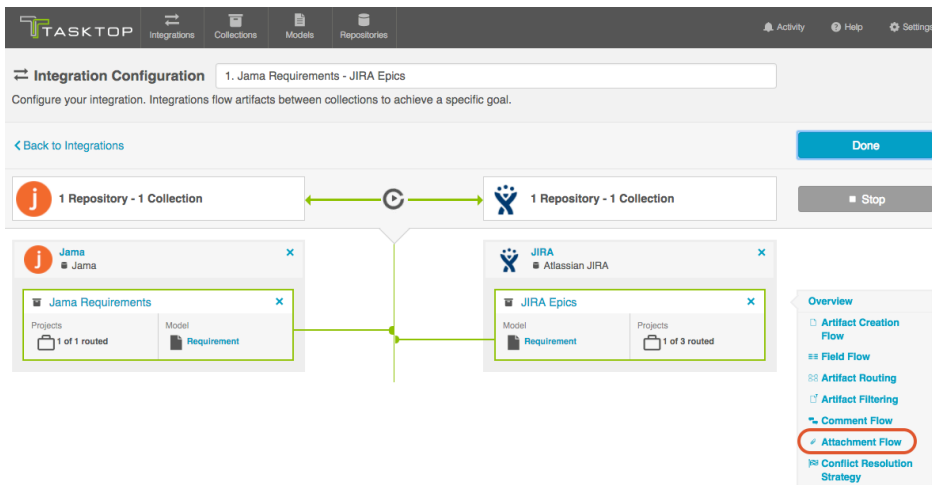 TASKTOP
Integrations
Collections
Models
Repositories
Activity
Help
Settings
Integration Configuration
1. Jama Requirements - JIRA Epics
Configure your integration. Integrations flow artifacts between collections to achieve a specific goal.
Back to Integrations
Done
1 Repository - 1 Collection
1 Repository - 1 Collection
Stop
Jama
Jama
JIRA
Atlassian JIRA
Jama Requirements
Projects
1 of 1 routed
Model
Requirement
JIRA Epics
Model
Requirement
Projects
1 of 3 routed
Overview
Artifact Creation
Flow
Field Flow
Artifact Routing
Artifact Filtering
Comment Flow
Attachment Flow
Conflict Resolution
Strategy